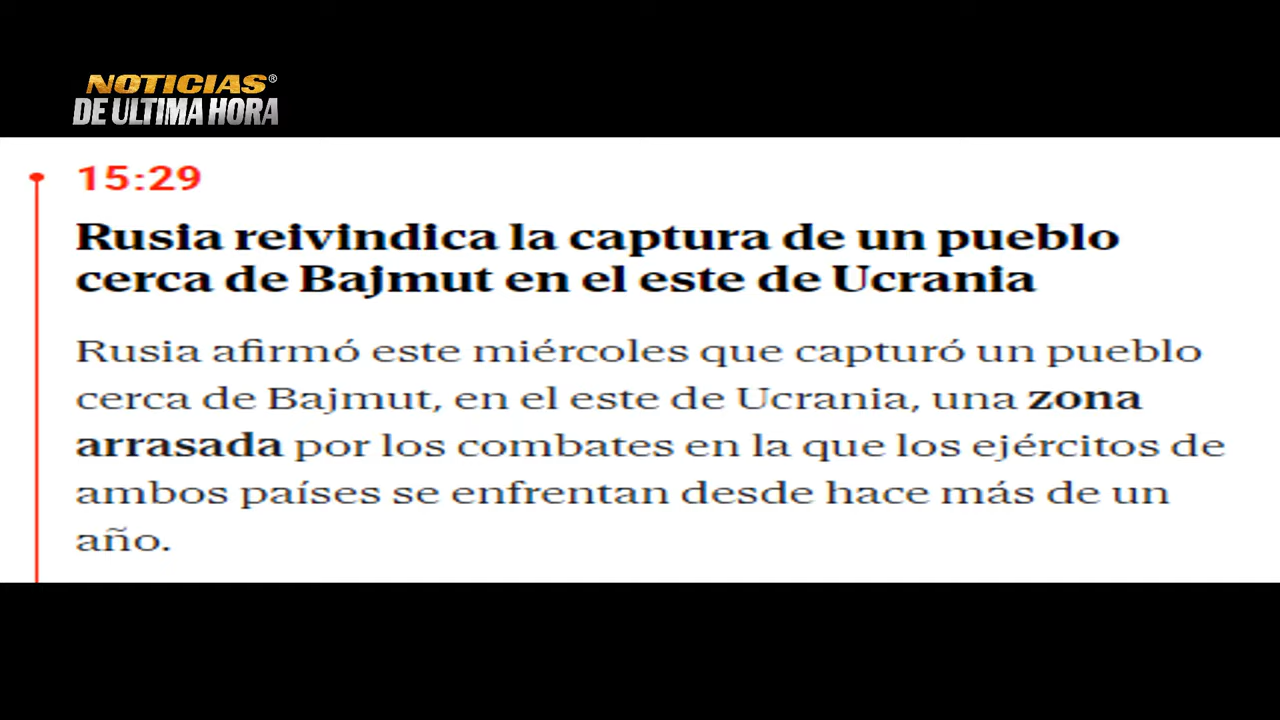 NOTICIAS®
DE ULTIMA HORA
15:29
Rusia reivindica la captura de un pueblo
cerca de Bajmut en el este de Ucrania
Rusia afirmó este miércoles que capturó un pueblo
cerca de Bajmut, en el este de Ucrania, una zona
arrasada por los combates en la que los ejércitos de
ambos países se enfrentan desde hace más de un
año.